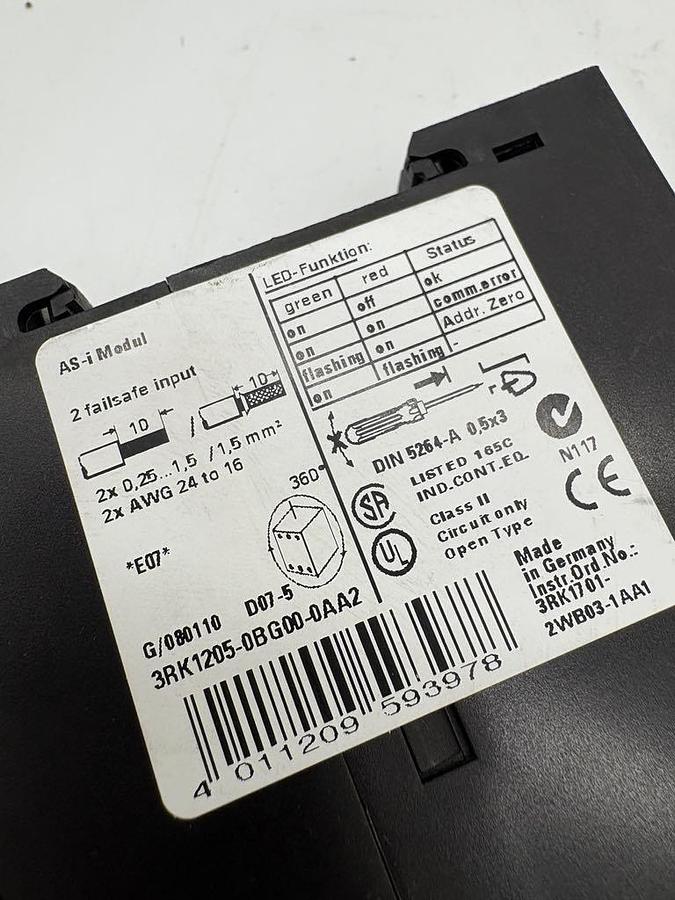 AS-i Modul
2 failsafe input
10 / 10
2x 0,25...1,5 /1,5 mm²
2x AWG 24 to 16
360°
*E07*
G/080110 D07-5
3RK1205-0BG00-0AA2
4 011209 593978
LED-Funktion:
green red Status
on off ok
on on comm.error
flashing on Addr. Zero
on flashing -
DIN 5264-A 0,5x3
SA
LISTED 165C
IND.CONT.EQ.
UL
Class II
Circuit only
Open Type
N117
CE
Made
in Germany
Instr.Ord.No.:
3RK1701-
2WB03-1AA1